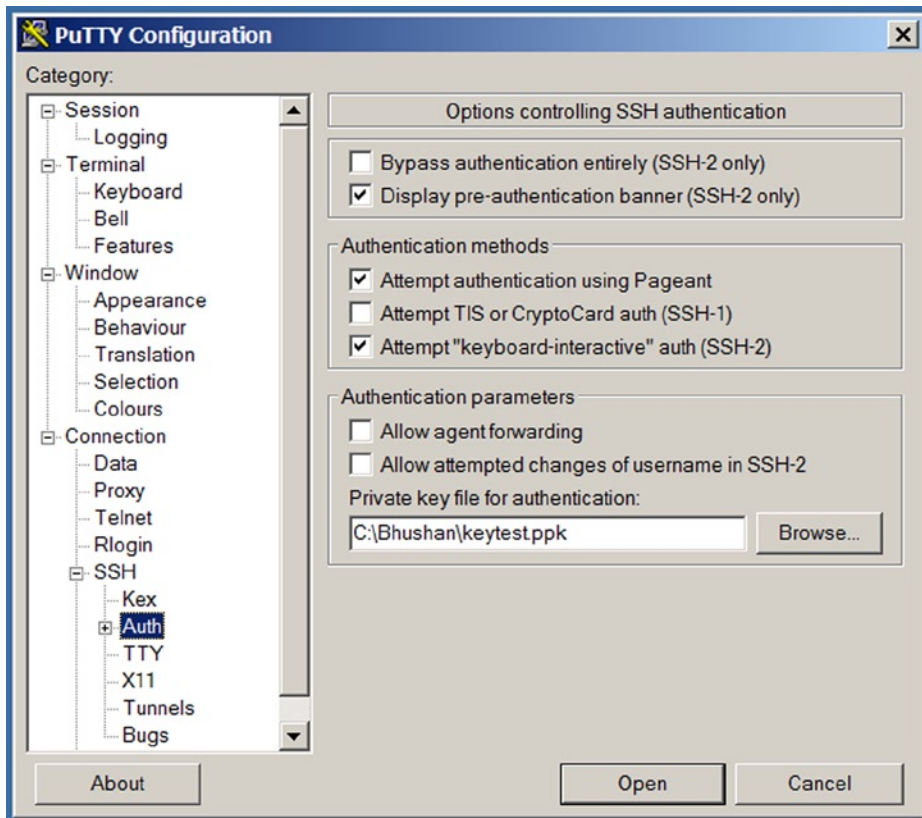 PuTTY Configuration
Category:
Session
Logging
Terminal
Keyboard
Bell
Features
Window
Appearance
Behaviour
Translation
Selection
Colours
Connection
Data
Proxy
Telnet
Rlogin
SSH
Kex
Auth
TTY
X11
Tunnels
Bugs
Options controlling SSH authentication
Bypass authentication entirely (SSH-2 only)
Display pre-authentication banner (SSH-2 only)
Authentication methods
Attempt authentication using Pageant
Attempt TIS or CryptoCard auth (SSH-1)
Attempt "keyboard-interactive" auth (SSH-2)
Authentication parameters
Allow agent forwarding
Allow attempted changes of username in SSH-2
Private key file for authentication:
C:\Bhushan\keytest.ppk
Browse...
About
Open
Cancel